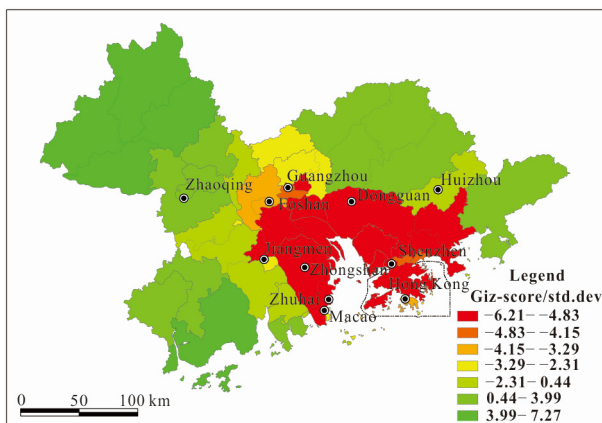 Guangzhou
Zhaoqing
Huizhou
Foshan
Dongguan
Jiangmen
Shenzhen
Zhongshan
Legend
Hong Kong
Giz-score/std.dev
Zhuhai
−6.21− −4.83
Macao
−4.83− −4.15
−4.15− −3.29
−3.29− −2.31
−2.31− 0.44
0.44− 3.99
3.99− 7.27
0 50 100 km